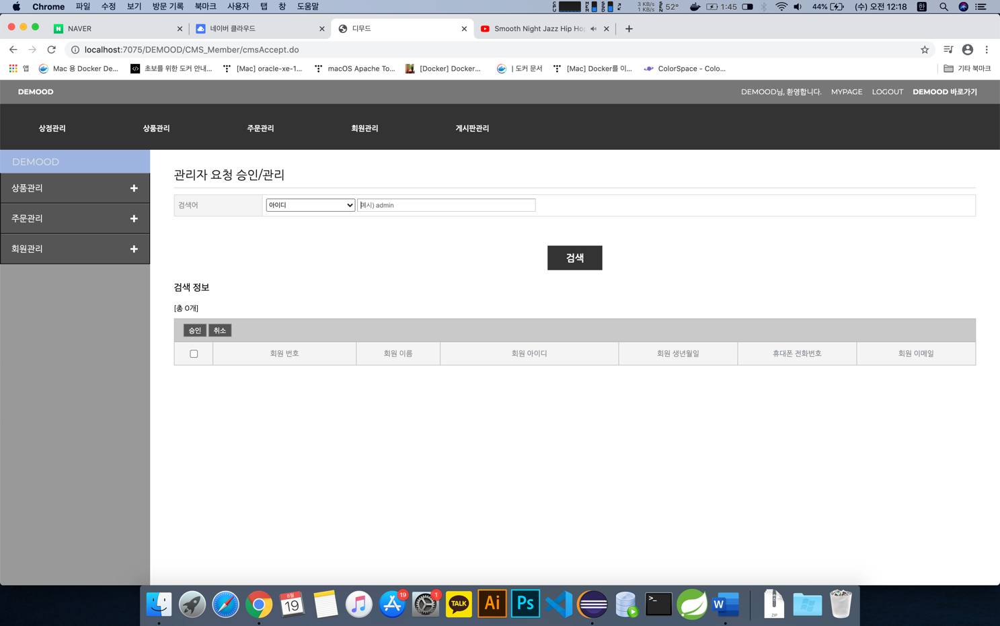 Chrome 파일 수정 보기 방문 기록 북마크 사용자 탭 창 도움말 CPU MEM SSD 3 KB/s 1 KB/s SEN 52° 1:45 44% (수) 오전 12:18 한
NAVER 네이버 클라우드 디무드 Smooth Night Jazz Hip Hop
localhost:7075/DEMOOD/CMS_Member/cmsAccept.do
앱 Mac 용 Docker De... 초보를 위한 도커 안내... [Mac] oracle-xe-1... macOS Apache To... [Docker] Docker... | 도커 문서 [Mac] Docker를 이... ColorSpace - Colo... 기타 북마크
DEMOOD DEMOOD님, 환영합니다. MYPAGE LOGOUT DEMOOD 바로가기
상점관리 상품관리 주문관리 회원관리 게시판관리
DEMOOD
상품관리
주문관리
회원관리
관리자 요청 승인/관리
검색어 아이디 예시) admin
검색
검색 정보
[총 0개]
승인 취소
회원 번호 회원 이름 회원 아이디 회원 생년월일 휴대폰 전화번호 회원 이메일
8월 19 19 1 TALK Ai Ps >_ W ZIP